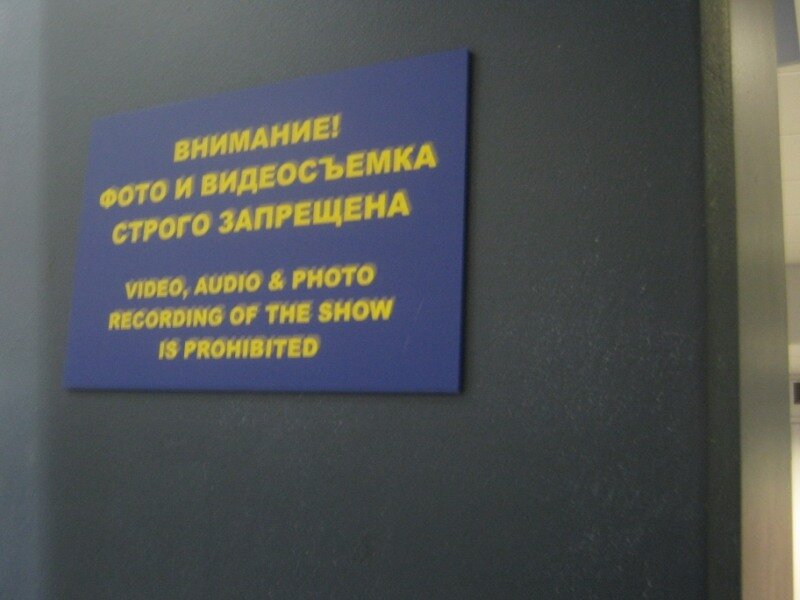 ВНИМАНИЕ!
ФОТО И ВИДЕОСЪЕМКА
СТРОГО ЗАПРЕЩЕНА
VIDEO, AUDIO & PHOTO
RECORDING OF THE SHOW
IS PROHIBITED